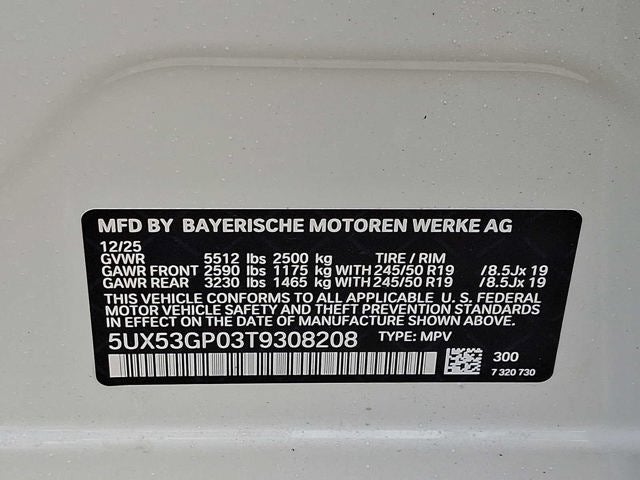 MFD BY BAYERISCHE MOTOREN WERKE AG
12/25
GVWR 5512 lbs 2500 kg TIRE / RIM
GAWR FRONT 2590 lbs 1175 kg WITH 245/50 R19 / 8.5Jx 19
GAWR REAR 3230 lbs 1465 kg WITH 245/50 R19 / 8.5Jx 19
THIS VEHICLE CONFORMS TO ALL APPLICABLE U. S. FEDERAL
MOTOR VEHICLE SAFETY AND THEFT PREVENTION STANDARDS
IN EFFECT ON THE DATE OF MANUFACTURE SHOWN ABOVE.
5UX53GP03T9308208 TYPE: MPV
300
7 320 730